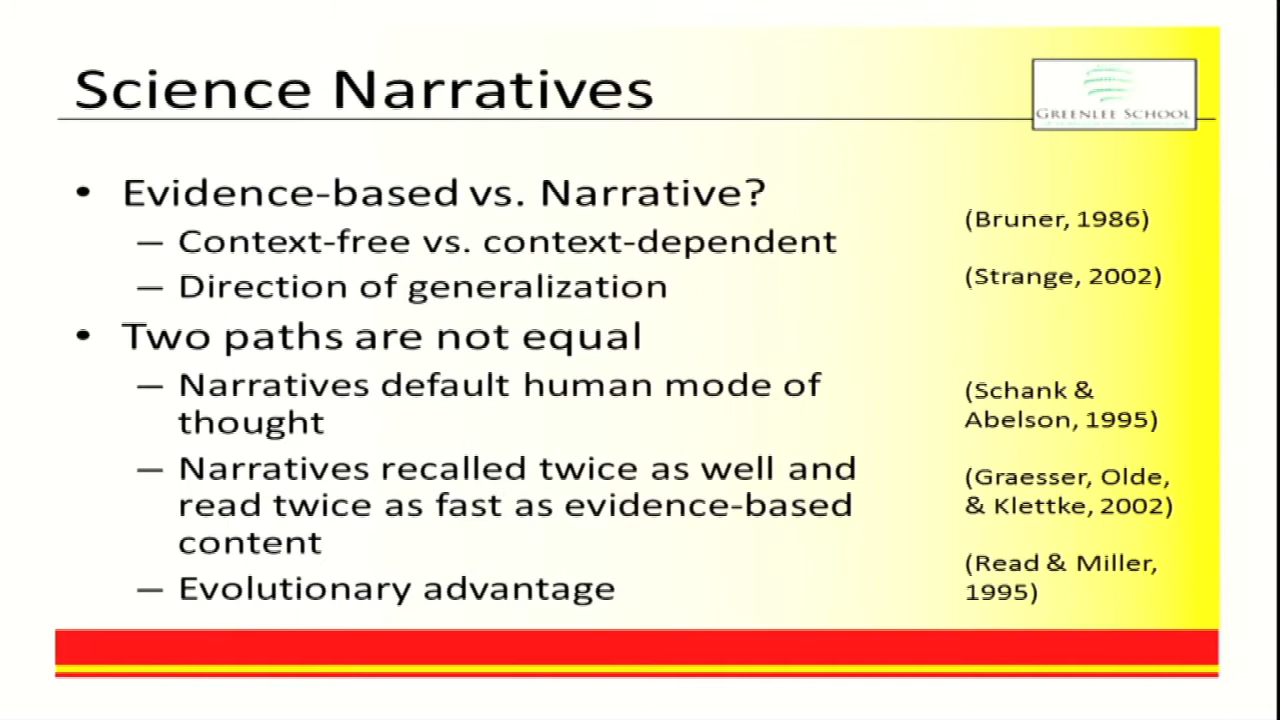 Science Narratives
GREENLEE SCHOOL
• Evidence-based vs. Narrative?
– Context-free vs. context-dependent
– Direction of generalization
• Two paths are not equal
– Narratives default human mode of
thought
– Narratives recalled twice as well and
read twice as fast as evidence-based
content
– Evolutionary advantage
(Bruner, 1986)
(Strange, 2002)
(Schank &
Abelson, 1995)
(Graesser, Olde,
& Klettke, 2002)
(Read & Miller,
1995)